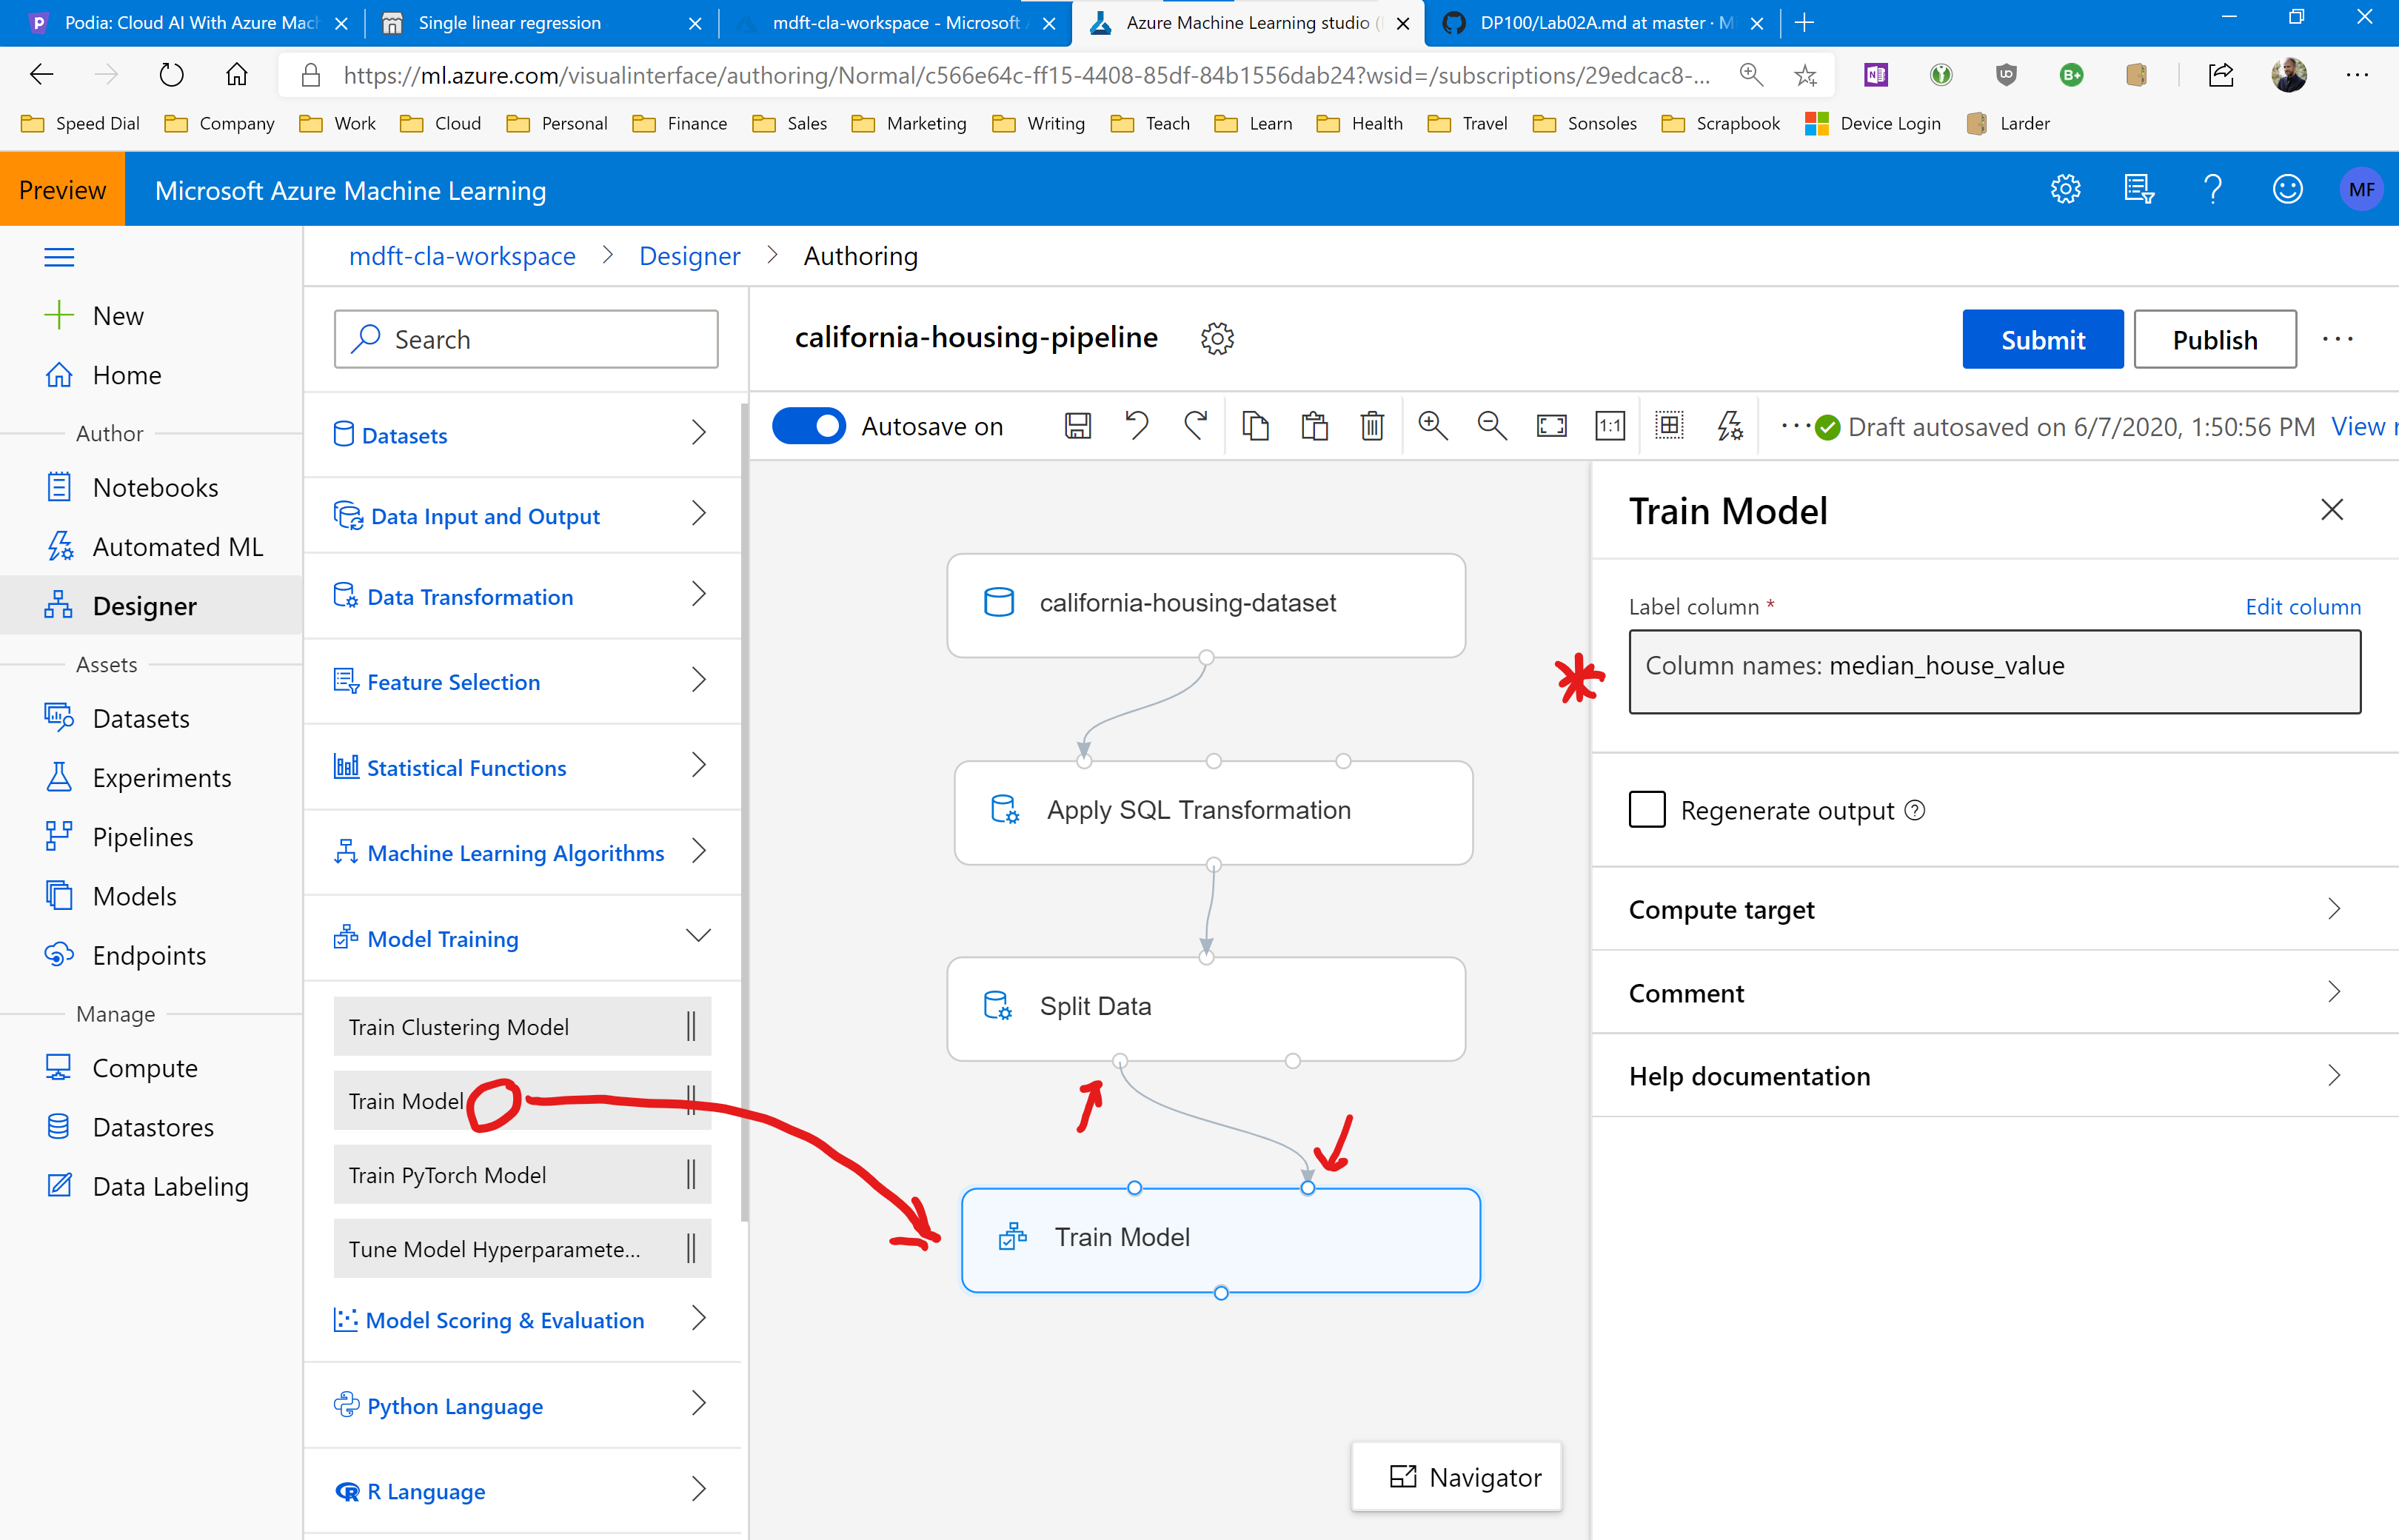 Podia: Cloud AI With Azure Mach
Single linear regression
mdft-cla-workspace - Microsoft A
Azure Machine Learning studio (
DP100/Lab02A.md at master · M
https://ml.azure.com/visualinterface/authoring/Normal/c566e64c-ff15-4408-85df-84b1556dab24?wsid=/subscriptions/29edcac8-...
Speed Dial
Company
Work
Cloud
Personal
Finance
Sales
Marketing
Writing
Teach
Learn
Health
Travel
Sonsoles
Scrapbook
Device Login
Larder
Preview
Microsoft Azure Machine Learning
MF
New
Home
Author
Notebooks
Automated ML
Designer
Assets
Datasets
Experiments
Pipelines
Models
Endpoints
Manage
Compute
Datastores
Data Labeling
mdft-cla-workspace > Designer > Authoring
Search
Datasets
Data Input and Output
Data Transformation
Feature Selection
Statistical Functions
Machine Learning Algorithms
Model Training
Train Clustering Model
Train Model
Train PyTorch Model
Tune Model Hyperparamete...
Model Scoring & Evaluation
Python Language
R Language
california-housing-pipeline
Submit
Publish
Autosave on
1:1
Draft autosaved on 6/7/2020, 1:50:56 PM
View r
california-housing-dataset
Apply SQL Transformation
Split Data
Train Model
Navigator
Train Model
Label column *
Edit column
Column names: median_house_value
Regenerate output
Compute target
Comment
Help documentation